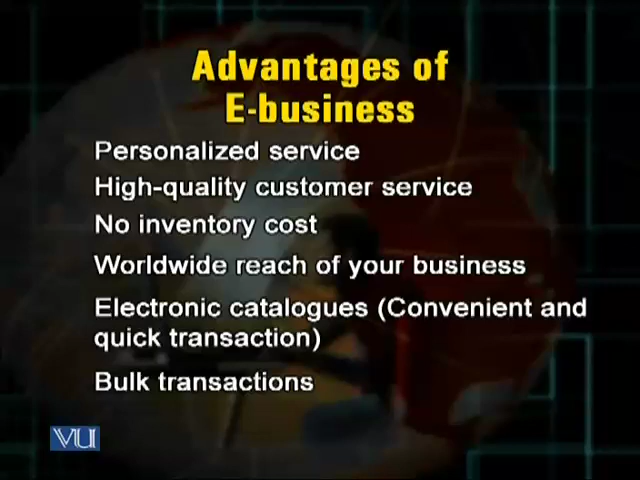 Advantages of
E-business
Personalized service
High-quality customer service
No inventory cost
Worldwide reach of your business
Electronic catalogues (Convenient and
quick transaction)
Bulk transactions
VU